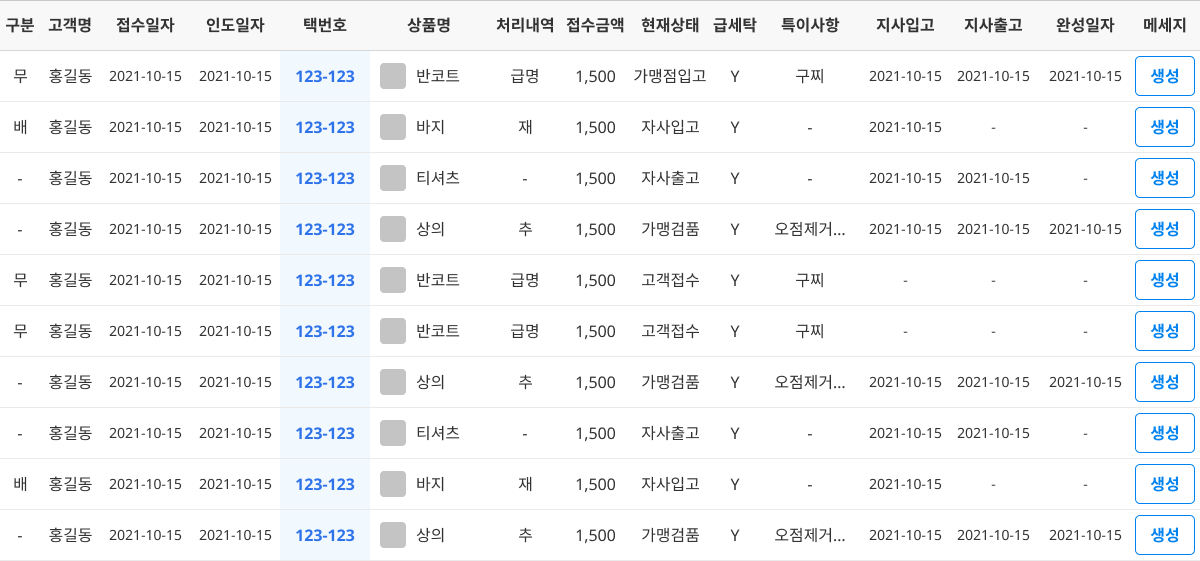 구분 고객명 접수일자 인도일자 택번호 상품명 처리내역 접수금액 현재상태 급세탁 특이사항 지사입고 지사출고 완성일자 메세지
무 홍길동 2021-10-15 2021-10-15 123-123 반코트 급명 1,500 가맹점입고 Y 구찌 2021-10-15 2021-10-15 2021-10-15 생성
배 홍길동 2021-10-15 2021-10-15 123-123 바지 재 1,500 자사입고 Y - 2021-10-15 - - 생성
- 홍길동 2021-10-15 2021-10-15 123-123 티셔츠 - 1,500 자사출고 Y - 2021-10-15 2021-10-15 - 생성
- 홍길동 2021-10-15 2021-10-15 123-123 상의 추 1,500 가맹검품 Y 오점제거... 2021-10-15 2021-10-15 2021-10-15 생성
무 홍길동 2021-10-15 2021-10-15 123-123 반코트 급명 1,500 고객접수 Y 구찌 - - - 생성
무 홍길동 2021-10-15 2021-10-15 123-123 반코트 급명 1,500 고객접수 Y 구찌 - - - 생성
- 홍길동 2021-10-15 2021-10-15 123-123 상의 추 1,500 가맹검품 Y 오점제거... 2021-10-15 2021-10-15 2021-10-15 생성
- 홍길동 2021-10-15 2021-10-15 123-123 티셔츠 - 1,500 자사출고 Y - 2021-10-15 2021-10-15 - 생성
배 홍길동 2021-10-15 2021-10-15 123-123 바지 재 1,500 자사입고 Y - 2021-10-15 - - 생성
- 홍길동 2021-10-15 2021-10-15 123-123 상의 추 1,500 가맹검품 Y 오점제거... 2021-10-15 2021-10-15 2021-10-15 생성